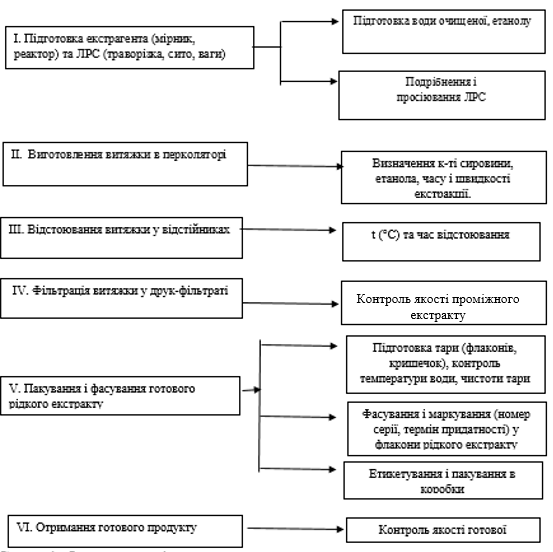 І. Підготовка екстрагента (мірник,
реактор) та ЛРС (траворізка, сито, ваги)
Підготовка води очищеної, етанолу
Подрібнення і
просіювання ЛРС
ІІ. Виготовлення витяжки в перколяторі
Визначення к-ті сировини,
етанола, часу і швидкості
екстракції.
ІІІ. Відстоювання витяжки у відстійниках
t (°C) та час відстоювання
IV. Фільтрація витяжки у друк-фільтраті
Контроль якості проміжного
екстракту
V. Пакування і фасування готового
рідкого екстракту
Підготовка тари (флаконів,
кришечок), контроль
температури води, чистоти тари
Фасування і маркування (номер
серії, термін придатності) у
флакони рідкого екстракту
Етикетування і пакування в
коробки
VI. Отримання готового продукту
Контроль якості готової